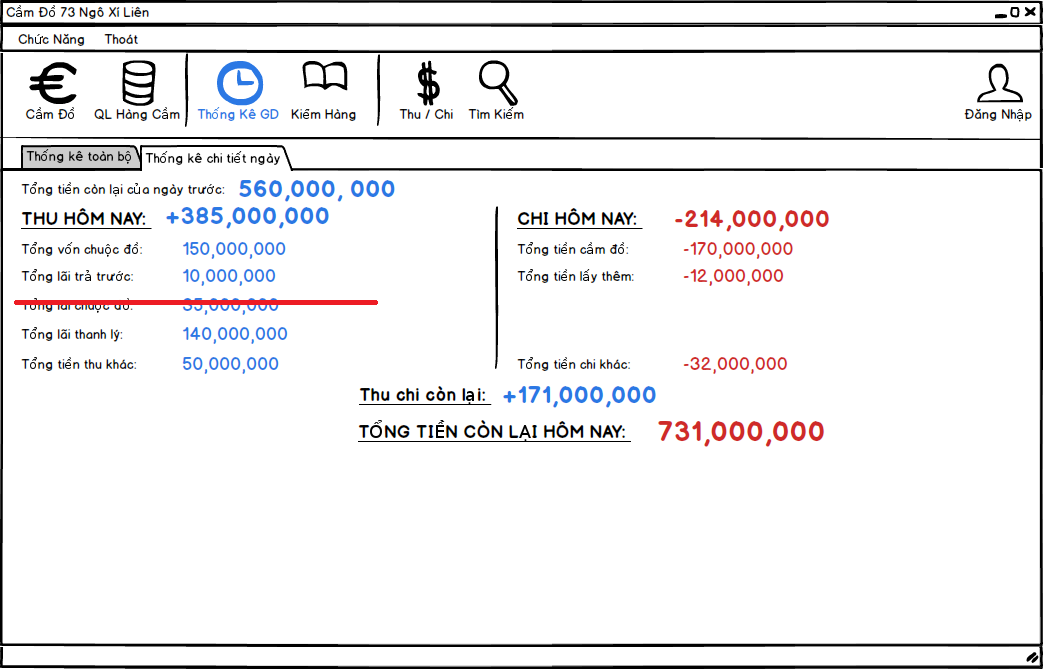 Cầm Đồ 73 Ngô Xí Liên
Chức Năng Thoát
Cầm Đồ QL Hàng Cầm Thống Kê GD Kiểm Hàng Thu / Chi Tìm Kiếm Đăng Nhập
Thống kê toàn bộ Thống kê chi tiết ngày
Tổng tiền còn lại của ngày trước: 560,000, 000
THU HÔM NAY: +385,000,000
Tổng vốn chuộc đồ: 150,000,000
Tổng lãi trả trước: 10,000,000
Tổng lãi chuộc đồ: 35,000,000
Tổng lãi thanh lý: 140,000,000
Tổng tiền thu khác: 50,000,000
CHI HÔM NAY: -214,000,000
Tổng tiền cầm đồ: -170,000,000
Tổng tiền lấy thêm: -12,000,000
Tổng tiền chi khác: -32,000,000
Thu chi còn lại: +171,000,000
TỔNG TIỀN CÒN LẠI HÔM NAY: 731,000,000